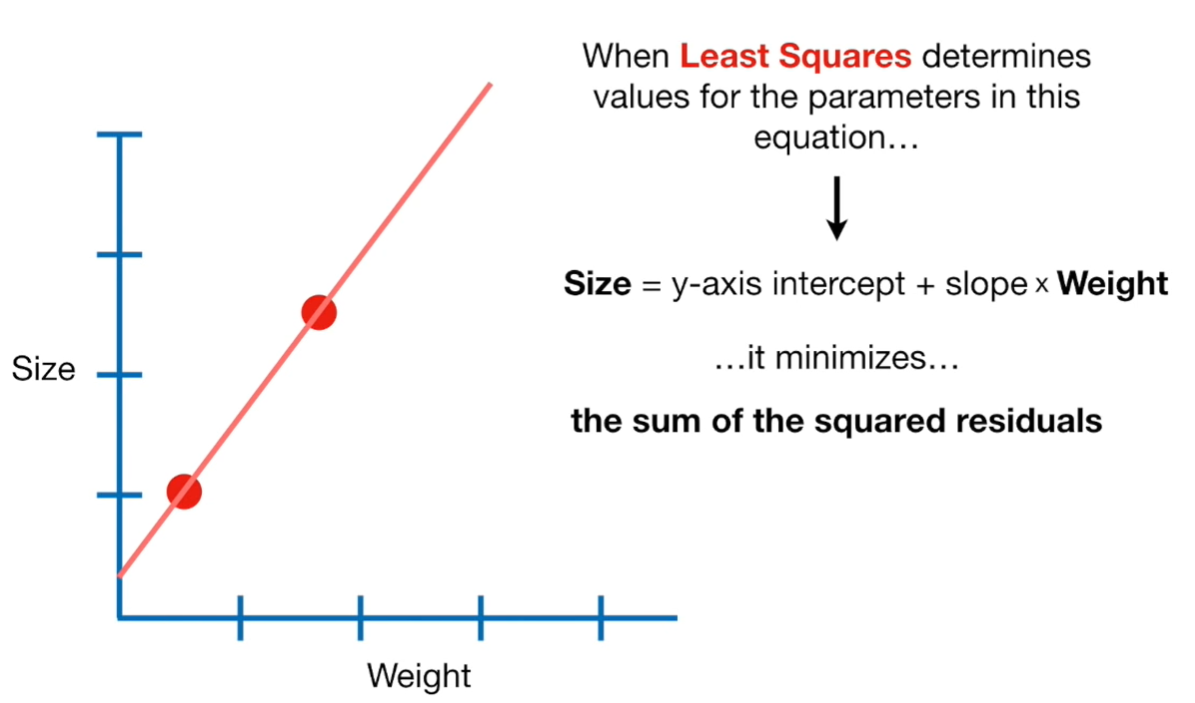 When Least Squares determines
values for the parameters in this
equation…
Size = y-axis intercept + slope x Weight
…it minimizes…
the sum of the squared residuals
Size
Weight